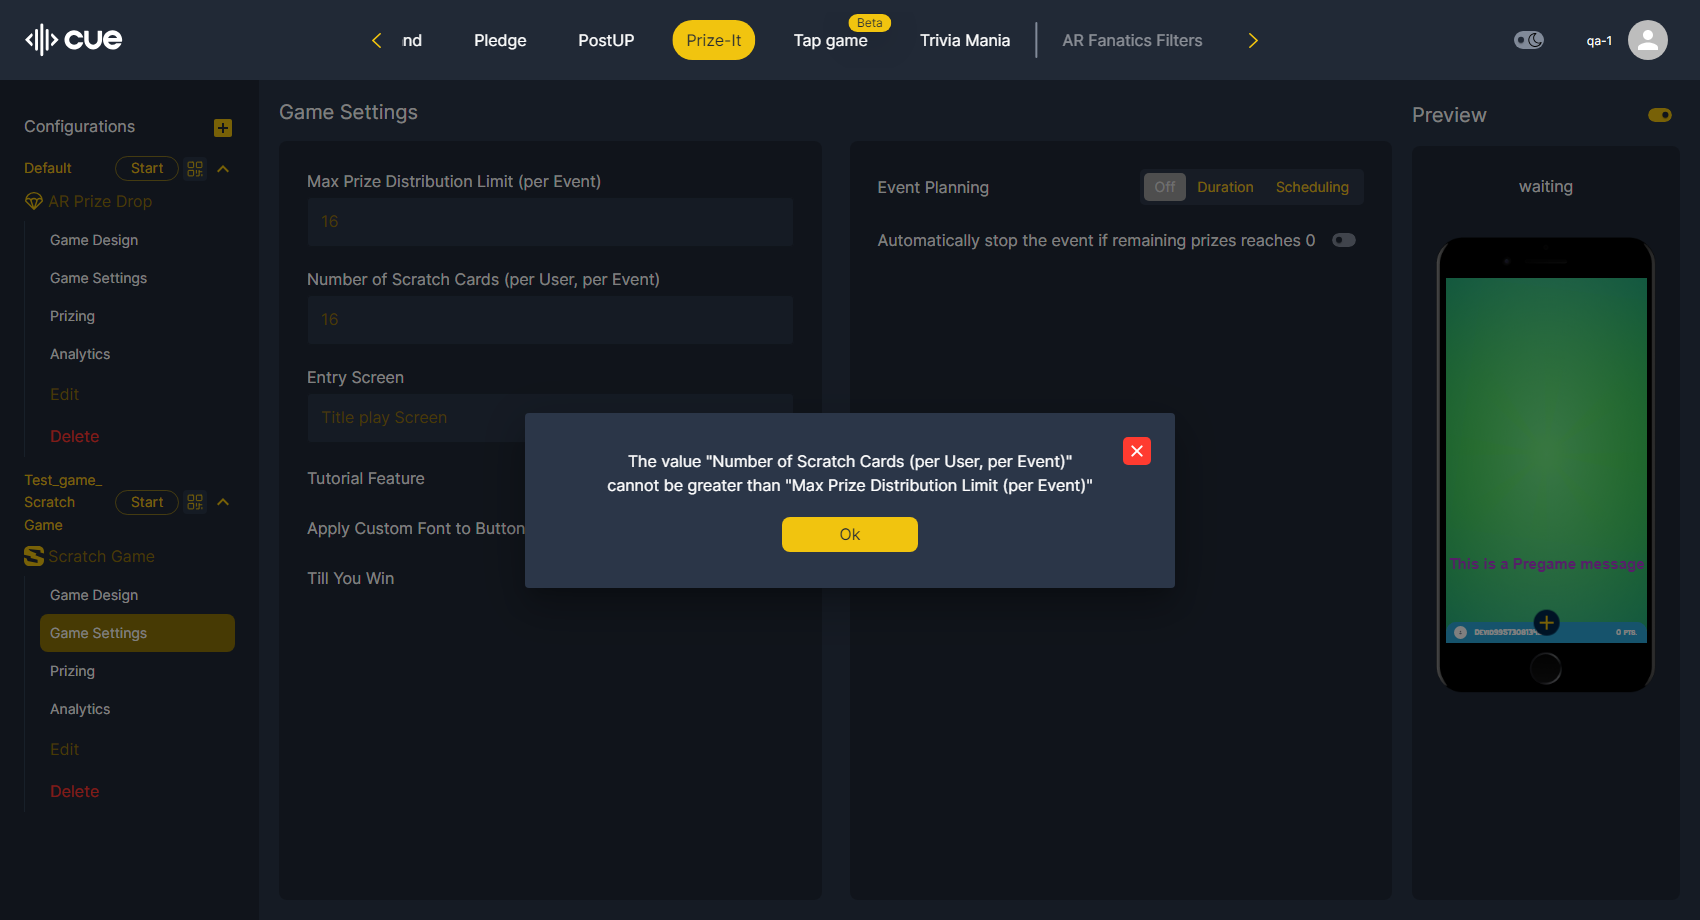 cue
nd
Pledge
PostUP
Prize-It
Tap game
Beta
Trivia Mania
AR Fanatics Filters
qa-1
Configurations
Default
Start
AR Prize Drop
Game Design
Game Settings
Prizing
Analytics
Edit
Delete
Test_game_
Scratch
Game
Start
Scratch Game
Game Design
Game Settings
Prizing
Analytics
Edit
Delete
Game Settings
Max Prize Distribution Limit (per Event)
16
Number of Scratch Cards (per User, per Event)
16
Entry Screen
Title play Screen
Tutorial Feature
Apply Custom Font to Button
Till You Win
Event Planning
Off
Duration
Scheduling
Automatically stop the event if remaining prizes reaches 0
The value "Number of Scratch Cards (per User, per Event)"
cannot be greater than "Max Prize Distribution Limit (per Event)"
Ok
Preview
waiting
This is a Pregame message
0 PTS.